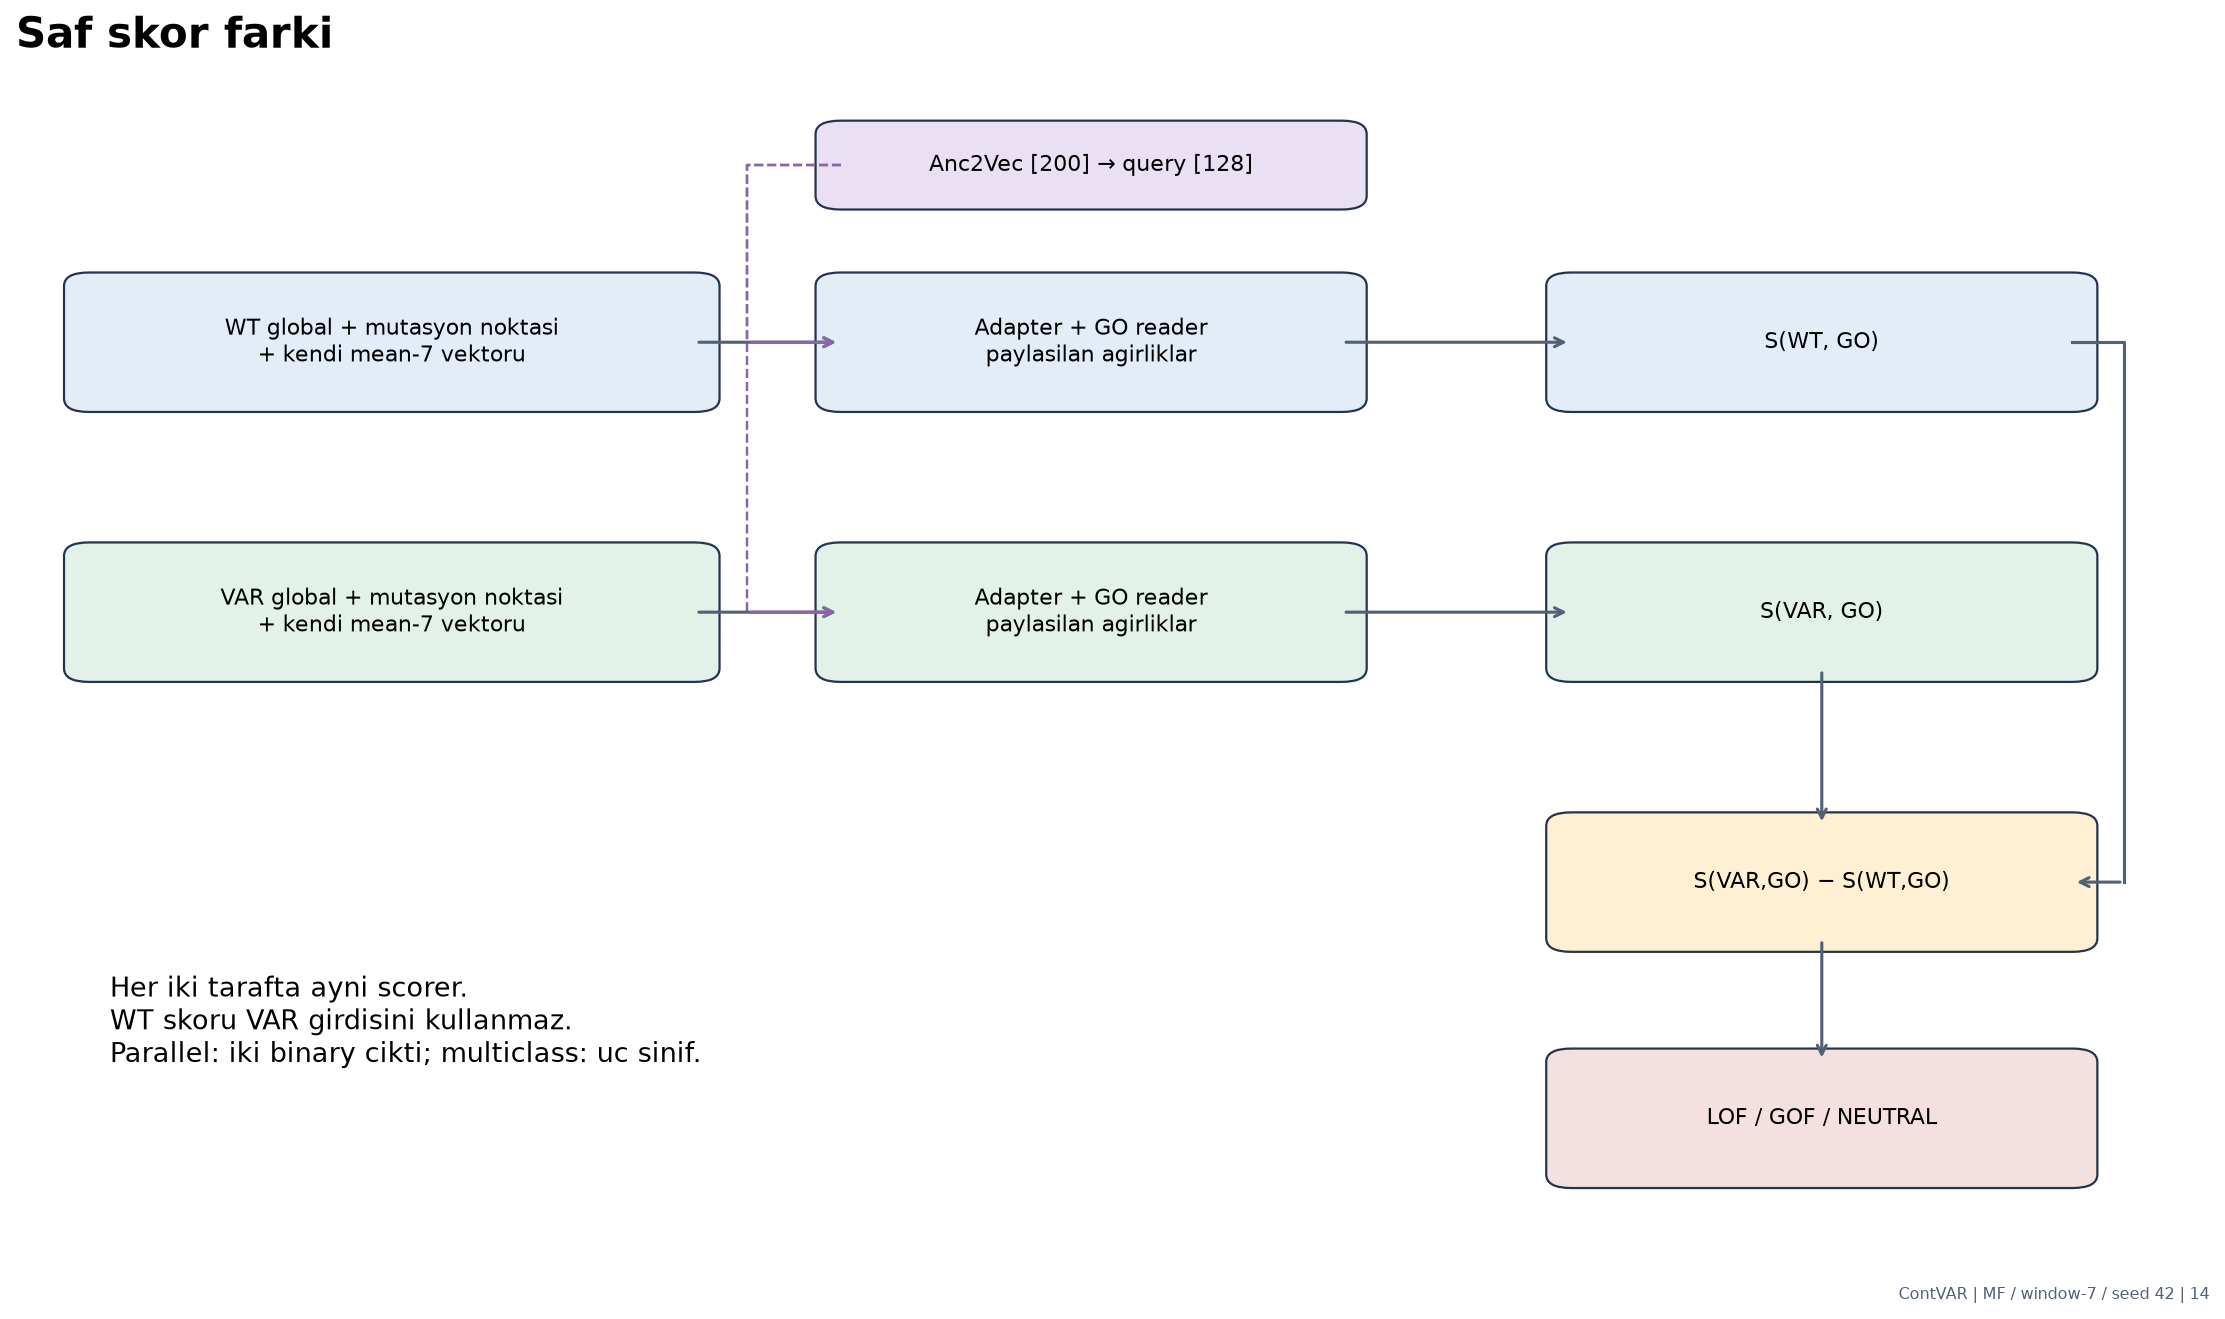 Saf skor farki
Anc2Vec [200] → query [128]
WT global + mutasyon noktasi
+ kendi mean-7 vektoru
Adapter + GO reader
paylasilan agirliklar
S(WT, GO)
VAR global + mutasyon noktasi
+ kendi mean-7 vektoru
Adapter + GO reader
paylasilan agirliklar
S(VAR, GO)
S(VAR,GO) − S(WT,GO)
Her iki tarafta ayni scorer.
WT skoru VAR girdisini kullanmaz.
Parallel: iki binary cikti; multiclass: uc sinif.
LOF / GOF / NEUTRAL
ContVAR | MF / window-7 / seed 42 | 14